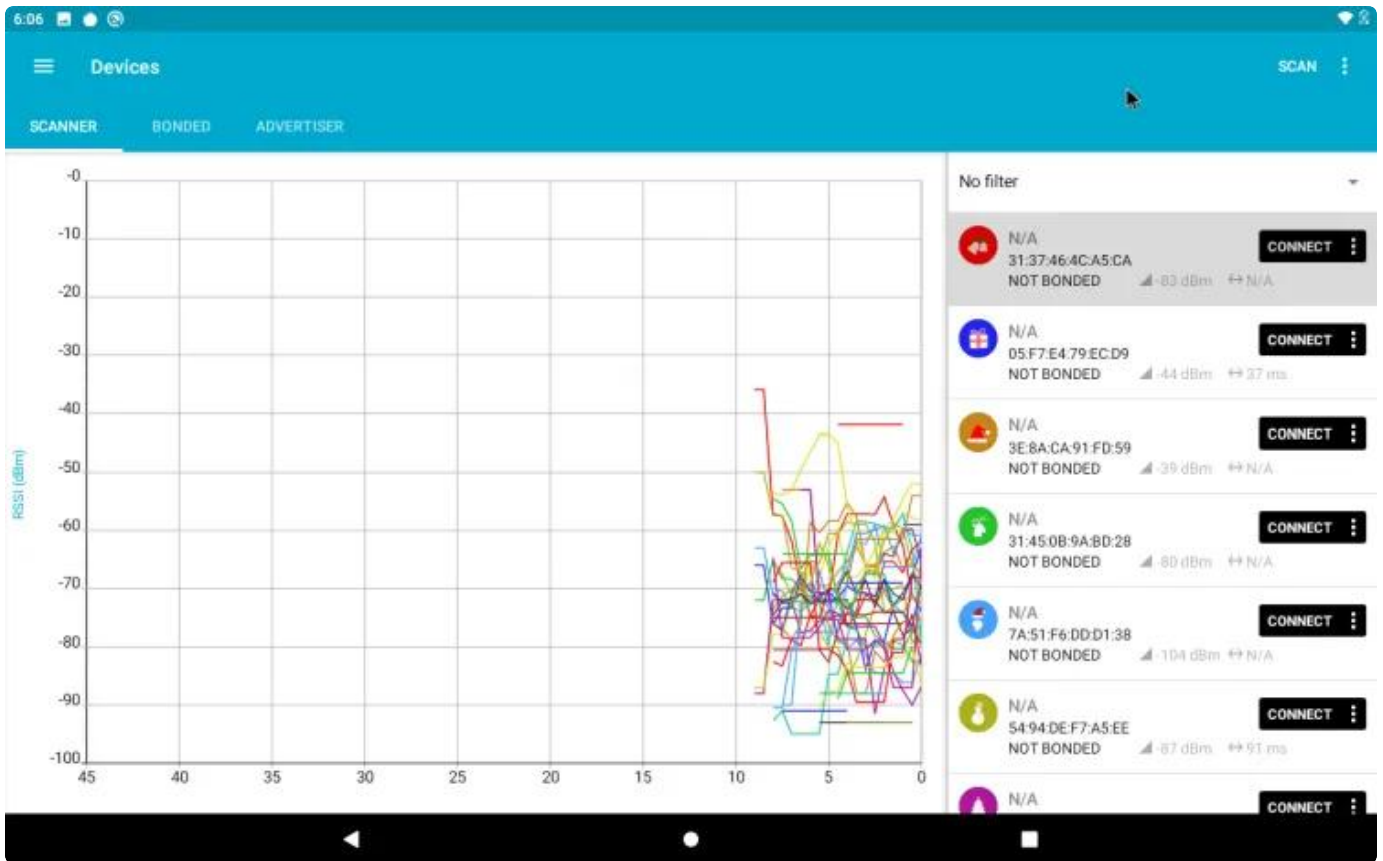 6:06
Devices
SCAN
SCANNER BONDED ADVERTISER
RSSI (dBm)
-0
-10
-20
-30
-40
-50
-60
-70
-80
-90
-100
45 40 35 30 25 20 15 10 5 0
No filter
N/A
31:37:46:4C:A5:CA
CONNECT
NOT BONDED -83 dBm N/A
N/A
05:F7:E4:79:EC:D9
CONNECT
NOT BONDED -44 dBm 37 ms
N/A
3E:8A:CA:91:FD:59
CONNECT
NOT BONDED -39 dBm N/A
N/A
31:45:0B:9A:BD:28
CONNECT
NOT BONDED -80 dBm N/A
N/A
7A:51:F6:DD:D1:38
CONNECT
NOT BONDED -104 dBm N/A
N/A
54:94:DE:F7:A5:EE
CONNECT
NOT BONDED -87 dBm 91 ms
N/A
CONNECT